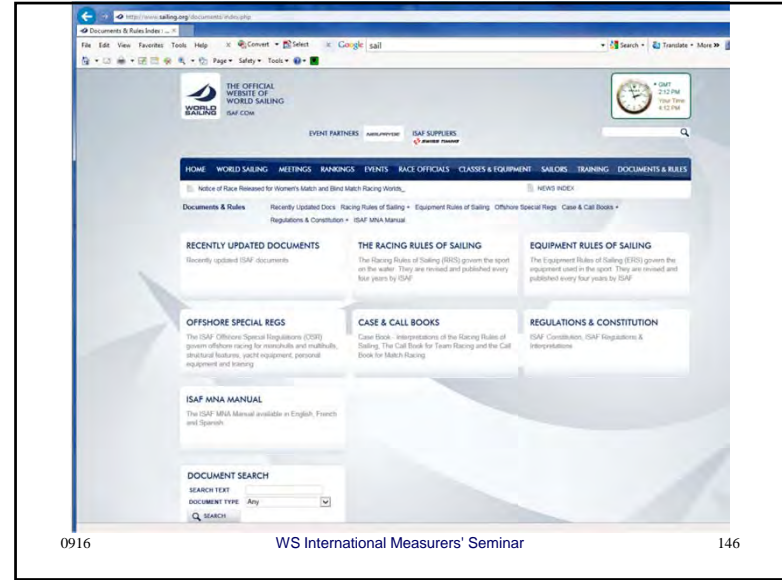 http://www.sailing.org/documents/index.php
Documents & Rules Index : ...
File Edit View Favorites Tools Help Convert Select Google sail Search Translate More »
Page Safety Tools
THE OFFICIAL
WEBSITE OF
WORLD SAILING
WORLD
SAILING
ISAF.COM
GMT
2:12 PM
Your Time
4:12 PM
EVENT PARTNERS ISAF SUPPLIERS
SWISS TIMING
HOME WORLD SAILING MEETINGS RANKINGS EVENTS RACE OFFICIALS CLASSES & EQUIPMENT SAILORS TRAINING DOCUMENTS & RULES
Notice of Race Released for Women's Match and Blind Match Racing Worlds_ NEWS INDEX
Documents & Rules Recently Updated Docs Racing Rules of Sailing Equipment Rules of Sailing Offshore Special Regs Case & Call Books
Regulations & Constitution ISAF MNA Manual
RECENTLY UPDATED DOCUMENTS
Recently updated ISAF documents
THE RACING RULES OF SAILING
The Racing Rules of Sailing (RRS) govern the sport
on the water. They are revised and published every
four years by ISAF
EQUIPMENT RULES OF SAILING
The Equipment Rules of Sailing (ERS) govern the
equipment used in the sport. They are revised and
published every four years by ISAF
OFFSHORE SPECIAL REGS
The ISAF Offshore Special Regulations (OSR)
govern offshore racing for monohulls and multihulls,
structural features, yacht equipment, personal
equipment and training
CASE & CALL BOOKS
Case Book - Interpretations of the Racing Rules of
Sailing, The Call Book for Team Racing and the Call
Book for Match Racing
REGULATIONS & CONSTITUTION
ISAF Constitution, ISAF Regulations &
Interpretations
ISAF MNA MANUAL
The ISAF MNA Manual available in English, French
and Spanish
DOCUMENT SEARCH
SEARCH TEXT
DOCUMENT TYPE Any
SEARCH
0916 WS International Measurers' Seminar 146